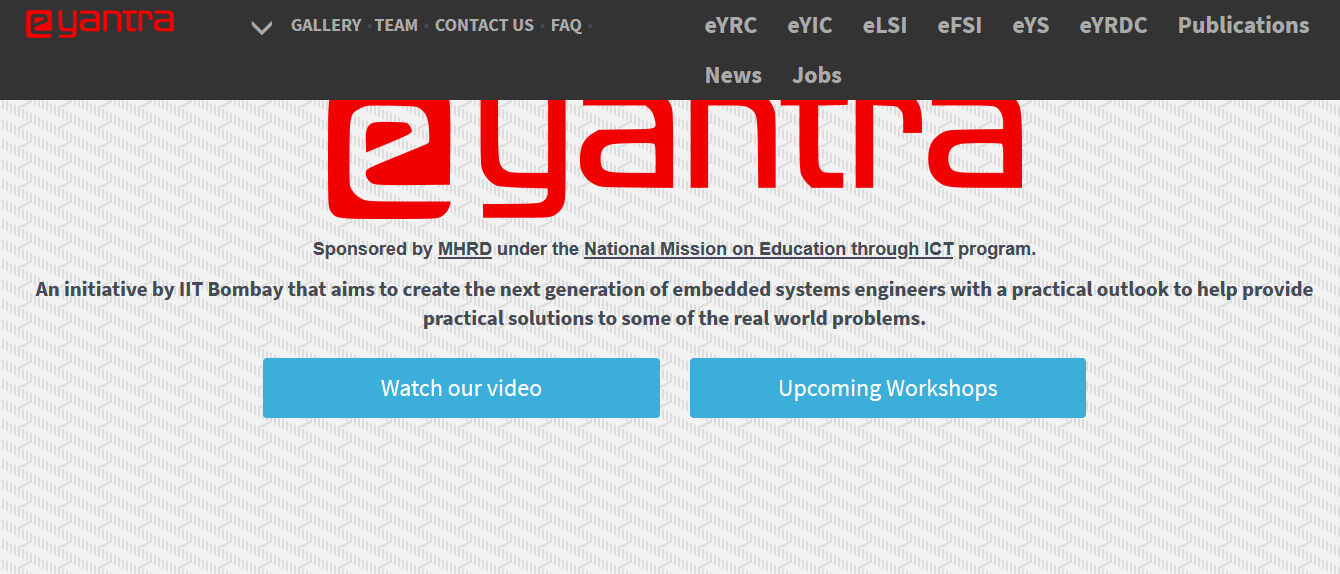 eyantra
GALLERY · TEAM · CONTACT US · FAQ ·
eYRC eYIC eLSI eFSI eYS eYRDC Publications
News Jobs
eyantra
Sponsored by MHRD under the National Mission on Education through ICT program.
An initiative by IIT Bombay that aims to create the next generation of embedded systems engineers with a practical outlook to help provide
practical solutions to some of the real world problems.
Watch our video
Upcoming Workshops